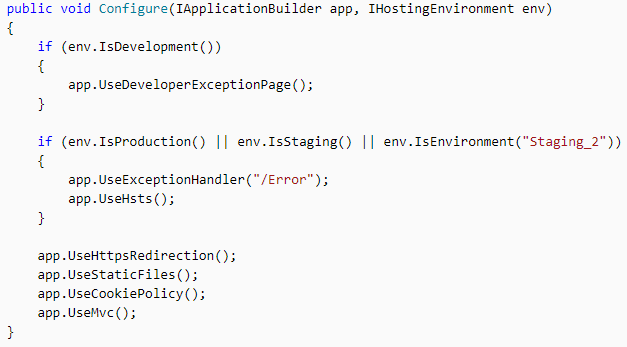 public void Configure(IApplicationBuilder app, IHostingEnvironment env)
{
    if (env.IsDevelopment())
    {
        app.UseDeveloperExceptionPage();
    }

    if (env.IsProduction() || env.IsStaging() || env.IsEnvironment("Staging_2"))
    {
        app.UseExceptionHandler("/Error");
        app.UseHsts();
    }

    app.UseHttpsRedirection();
    app.UseStaticFiles();
    app.UseCookiePolicy();
    app.UseMvc();
}